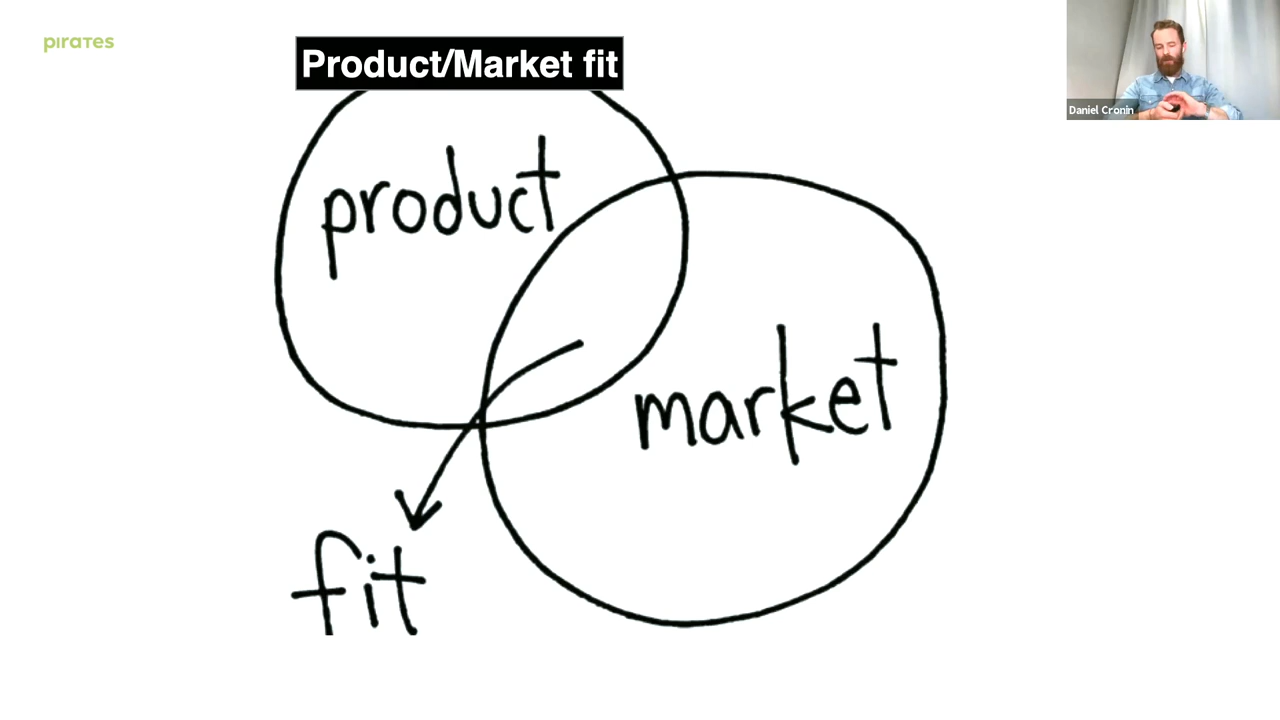 pirates
Product/Market fit
Daniel Cronin
product
market
fit